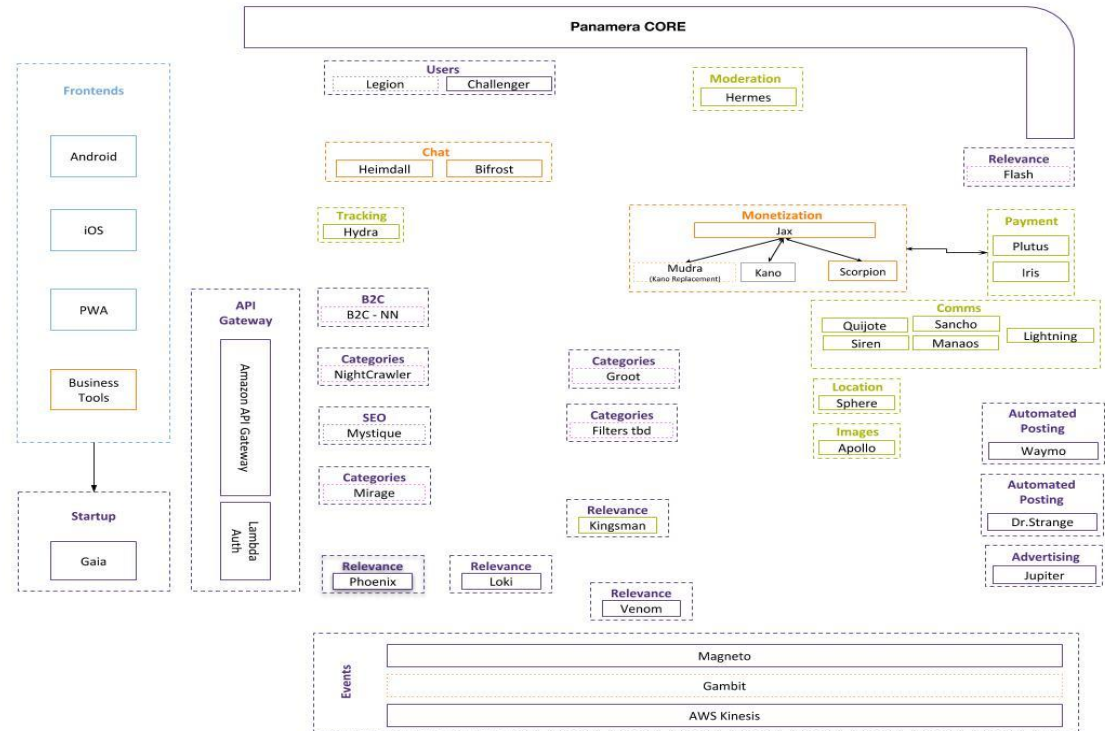 Panamera CORE
Frontends
Android
iOS
PWA
Business
Tools
Startup
Gaia
API
Gateway
Amazon API Gateway
Lambda
Auth
Users
Legion
Challenger
Chat
Heimdall
Bifrost
Tracking
Hydra
B2C
B2C - NN
Categories
NightCrawler
SEO
Mystique
Categories
Mirage
Relevance
Phoenix
Relevance
Loki
Categories
Groot
Categories
Filters tbd
Relevance
Kingsman
Relevance
Venom
Moderation
Hermes
Relevance
Flash
Monetization
Jax
Mudra
(Kano Replacement)
Kano
Scorpion
Payment
Plutus
Iris
Comms
Quijote
Sancho
Siren
Manaos
Lightning
Location
Sphere
Images
Apollo
Automated
Posting
Waymo
Automated
Posting
Dr.Strange
Advertising
Jupiter
Events
Magneto
Gambit
AWS Kinesis